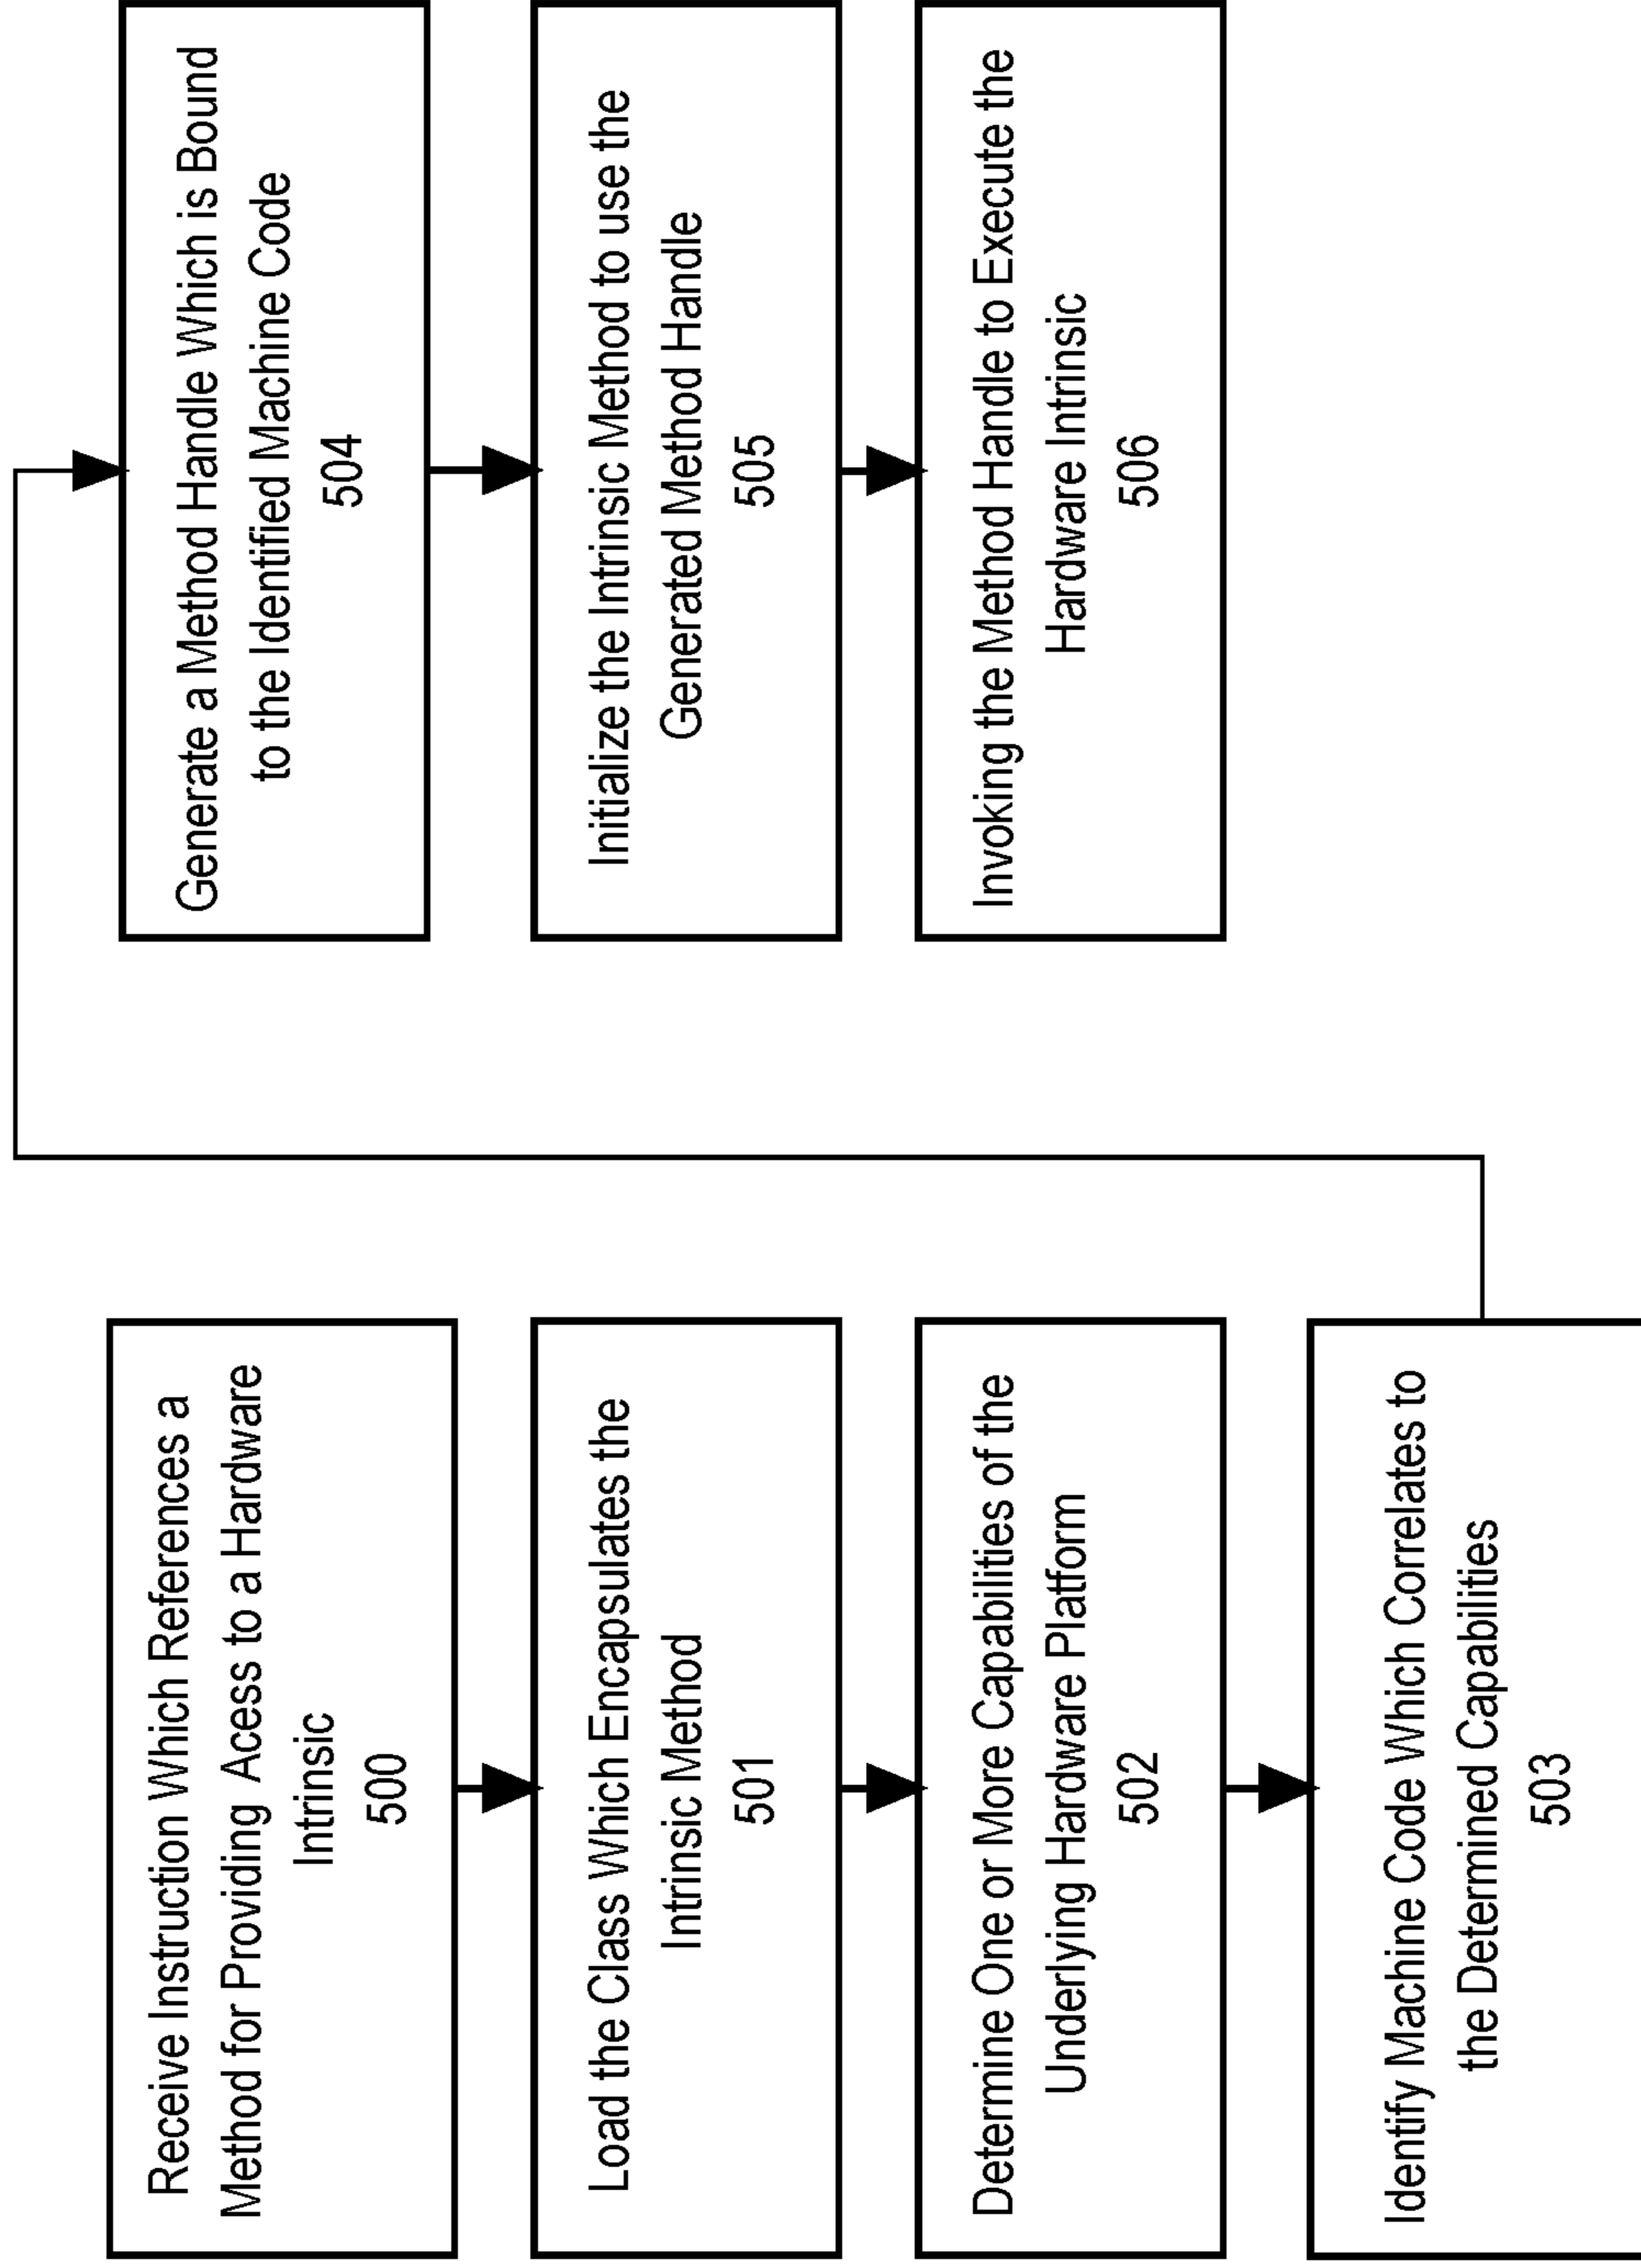 Receive Instruction Which References a
Method for Providing Acess to a Hardware
Intrinsic
500
Load the Class Which Encapsulates the
Intrinsic Method
501
Determine One or More Capabilities of the
Underlying Hardware Platform
502
Identify Machine Code Which Correlates to
the Determined Capabilities
503
Generate a Method Handle Which is Bound
to the Identified Machine Code
504
Initialize the Intrinsic Method to use the
Generated Method Handle
505
Invoking the Method Handle to Execute the
Hardware Intrinsic
506